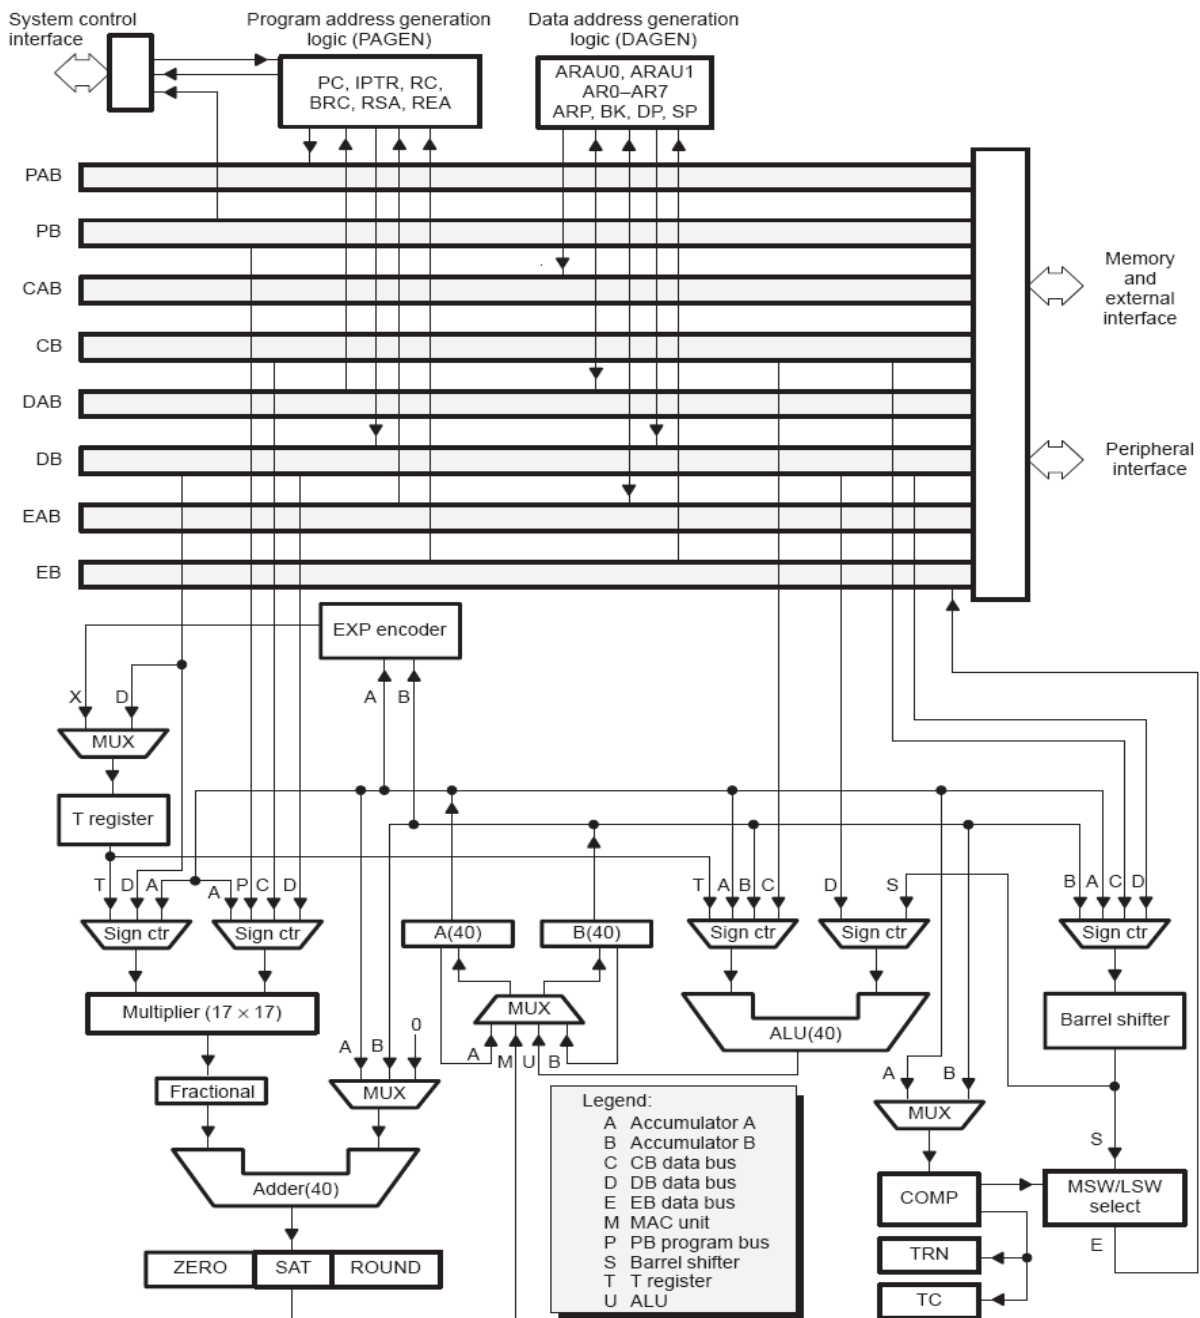 System control
interface
Program address generation
logic (PAGEN)
Data address generation
logic (DAGEN)
PC, IPTR, RC,
BRC, RSA, REA
ARAU0, ARAU1
AR0–AR7
ARP, BK, DP, SP
PAB
PB
CAB
CB
DAB
DB
EAB
EB
Memory
and
external
interface
Peripheral
interface
EXP encoder
X D
A B
MUX
T register
T D A
A P C D
T A B C
D
S
B A C D
Sign ctr
Sign ctr
A(40)
B(40)
Sign ctr
Sign ctr
Sign ctr
Multiplier (17 × 17)
MUX
ALU(40)
Barrel shifter
A M U B
A B 0
Fractional
MUX
A B
MUX
S
Adder(40)
COMP
MSW/LSW
select
E
TRN
TC
ZERO
SAT
ROUND
Legend:
A Accumulator A
B Accumulator B
C CB data bus
D DB data bus
E EB data bus
M MAC unit
P PB program bus
S Barrel shifter
T T register
U ALU